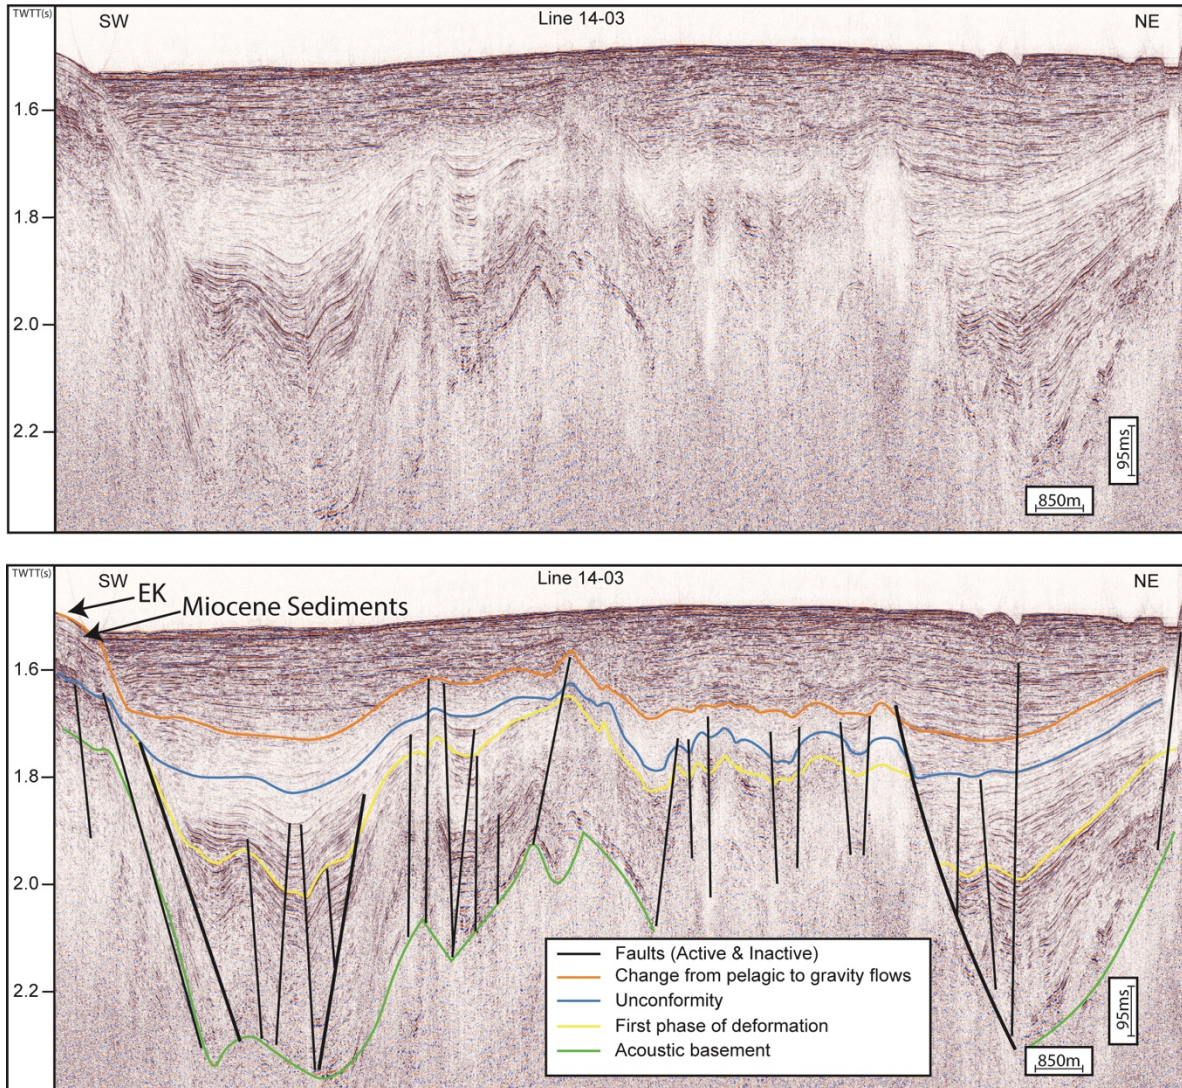 TWTT(s)
SW
Line 14-03
NE
1.6
1.8
2.0
2.2
95ms
850m
TWTT(s)
SW
Line 14-03
NE
EK
Miocene Sediments
1.6
1.8
2.0
2.2
Faults (Active & Inactive)
Change from pelagic to gravity flows
Unconformity
First phase of deformation
Acoustic basement
95ms
850m